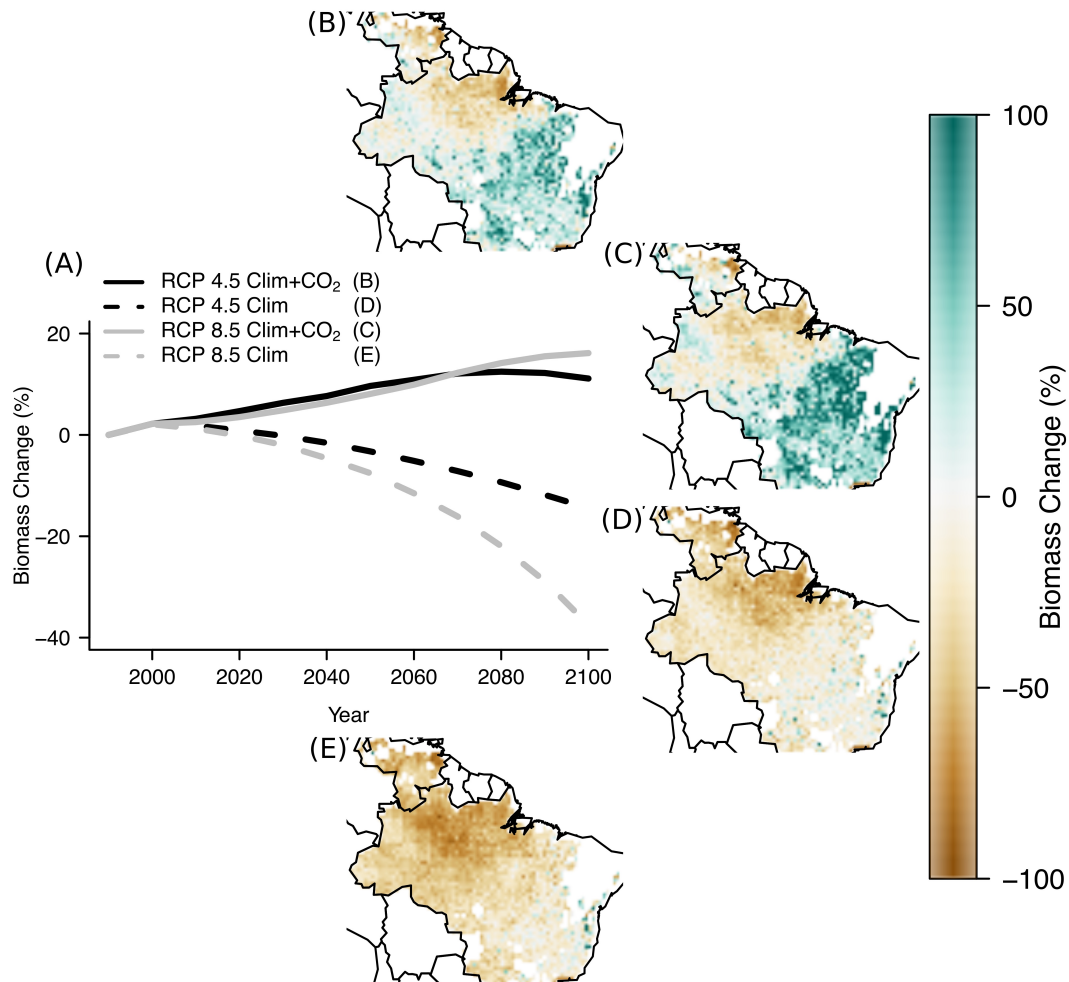 (B)
100
(C)
50
(A)
RCP 4.5 Clim+CO₂ (B)
RCP 4.5 Clim (D)
RCP 8.5 Clim+CO₂ (C)
RCP 8.5 Clim (E)
20
0
−20
−40
Biomass Change (%)
2000 2020 2040 2060 2080 2100
Year
0
Biomass Change (%)
(D)
−50
(E)
−100